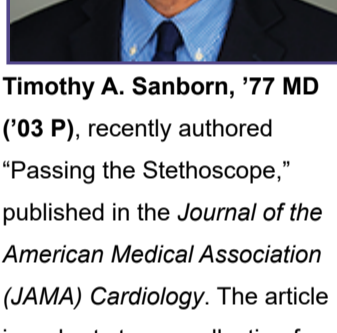 Timothy A. Sanborn, ’77 MD
(’03 P), recently authored
“Passing the Stethoscope,”
published in the Journal of the
American Medical Association
(JAMA) Cardiology. The article